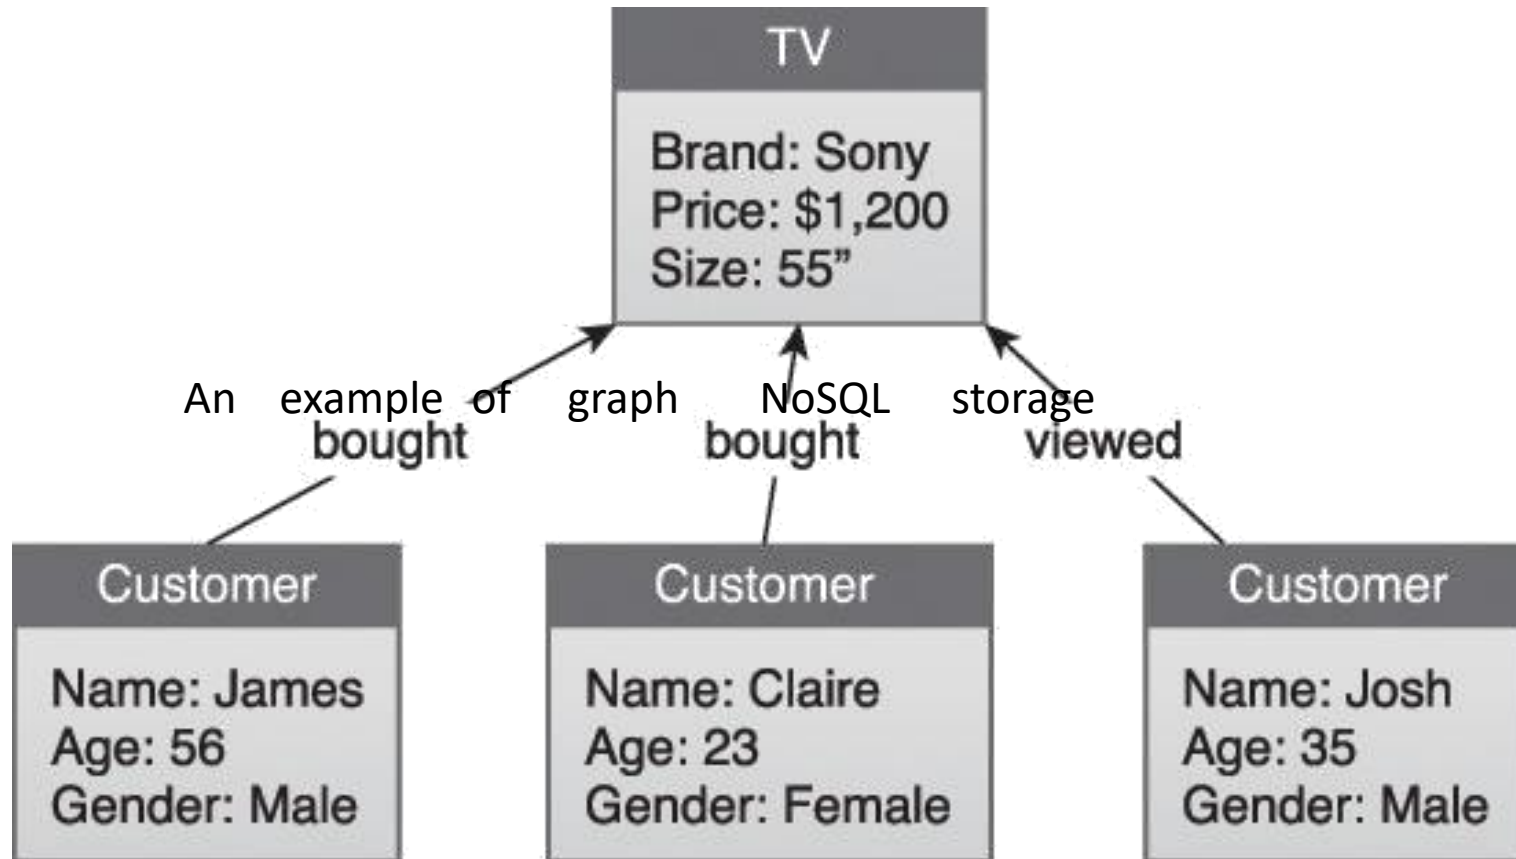 TV
Brand: Sony
Price: $1,200
Size: 55”
An example of graph NoSQL storage
bought bought viewed
Customer
Name: James
Age: 56
Gender: Male
Customer
Name: Claire
Age: 23
Gender: Female
Customer
Name: Josh
Age: 35
Gender: Male